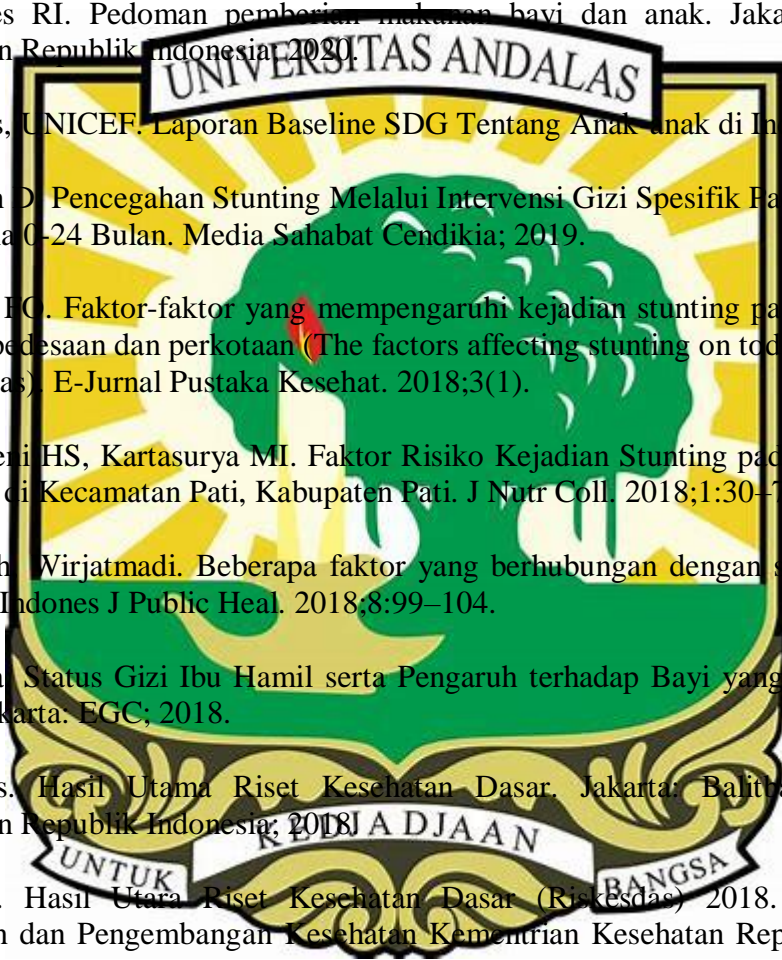 es RI. Pedoman pemberian makanan bayi dan anak. Jaka
n Republik Indonesia; 2020.
UNIVERSITAS ANDALAS
s, UNICEF. Laporan Baseline SDG Tentang Anak-anak di In
n D. Pencegahan Stunting Melalui Intervensi Gizi Spesifik Pa
a 0-24 Bulan. Media Sahabat Cendikia; 2019.
FO. Faktor-faktor yang mempengaruhi kejadian stunting pa
pedesaan dan perkotaan (The factors affecting stunting on tod
as). E-Jurnal Pustaka Kesehat. 2018;3(1).
eni HS, Kartasurya MI. Faktor Risiko Kejadian Stunting pad
di Kecamatan Pati, Kabupaten Pati. J Nutr Coll. 2018;1:30–
h, Wirjatmadi. Beberapa faktor yang berhubungan dengan s
Indones J Public Heal. 2018;8:99–104.
a. Status Gizi Ibu Hamil serta Pengaruh terhadap Bayi yang
karta: EGC; 2018.
s. Hasil Utama Riset Kesehatan Dasar. Jakarta: Balitba
n Republik Indonesia; 2018.
UNTUK KEDJADJAAN BANGSA
. Hasil Utara Riset Kesehatan Dasar (Riskesdas) 2018.
n dan Pengembangan Kesehatan Kementrian Kesehatan Rep